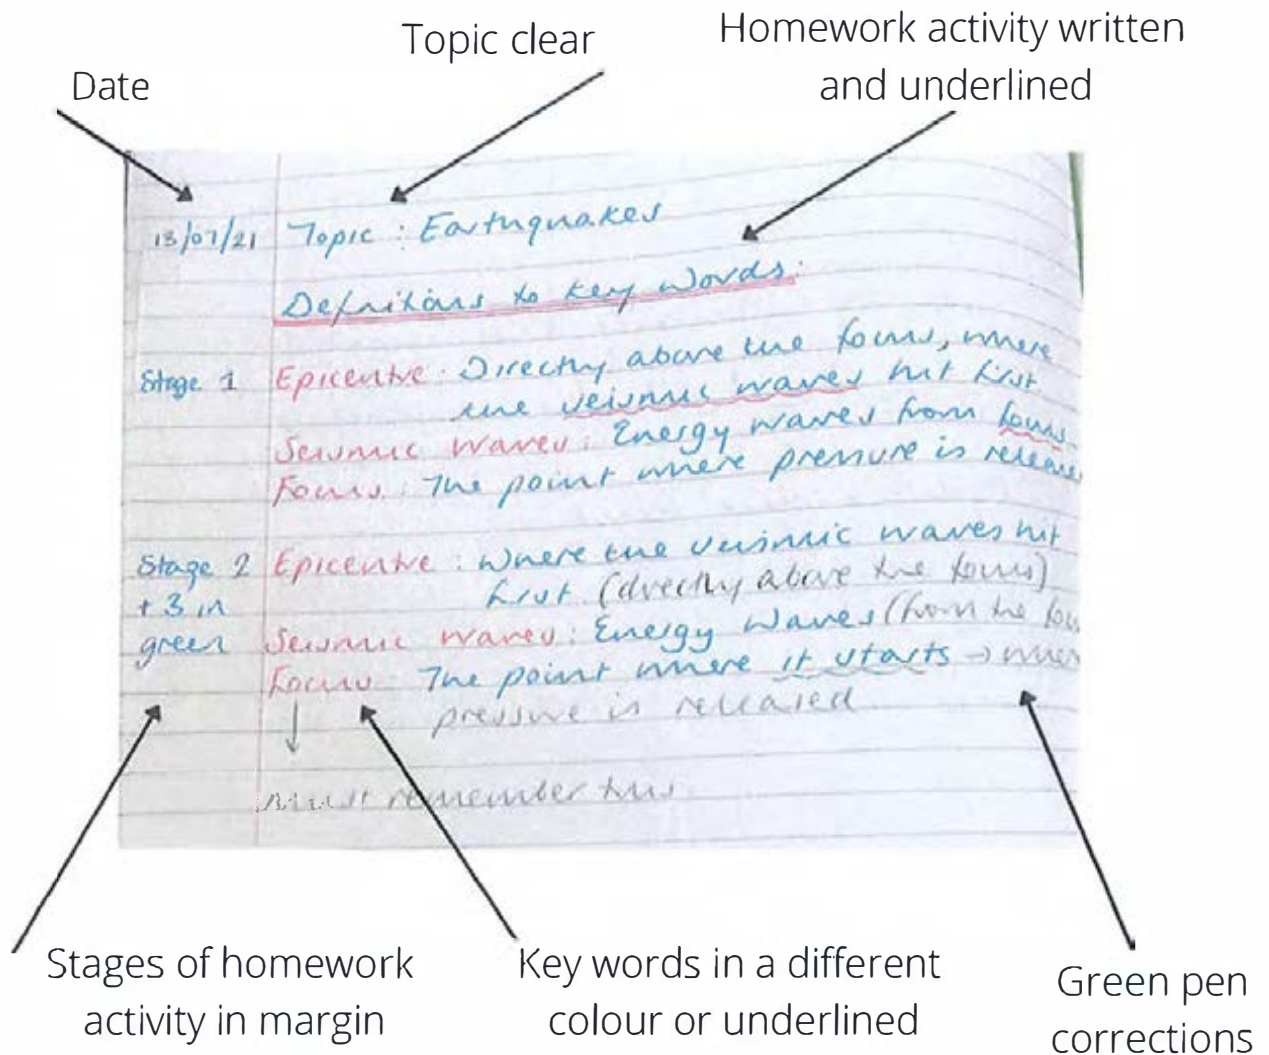 Topic clear
Homework activity written
and underlined
Date
13/07/21 Topic : Earthquakes
Definitions to key words:
Stage 1 Epicentre : Directly above the focus, where
the seismic waves hit first
Seismic waves : Energy waves from focus.
Focus : The point where pressure is release
Stage 2 Epicentre : Where the seismic waves hit
+ 3 in first (directly above the focus)
green Seismic waves : Energy waves (from the
Focus : The point where it starts →
pressure is released
must remember this
Stages of homework
activity in margin
Key words in a different
colour or underlined
Green pen
corrections